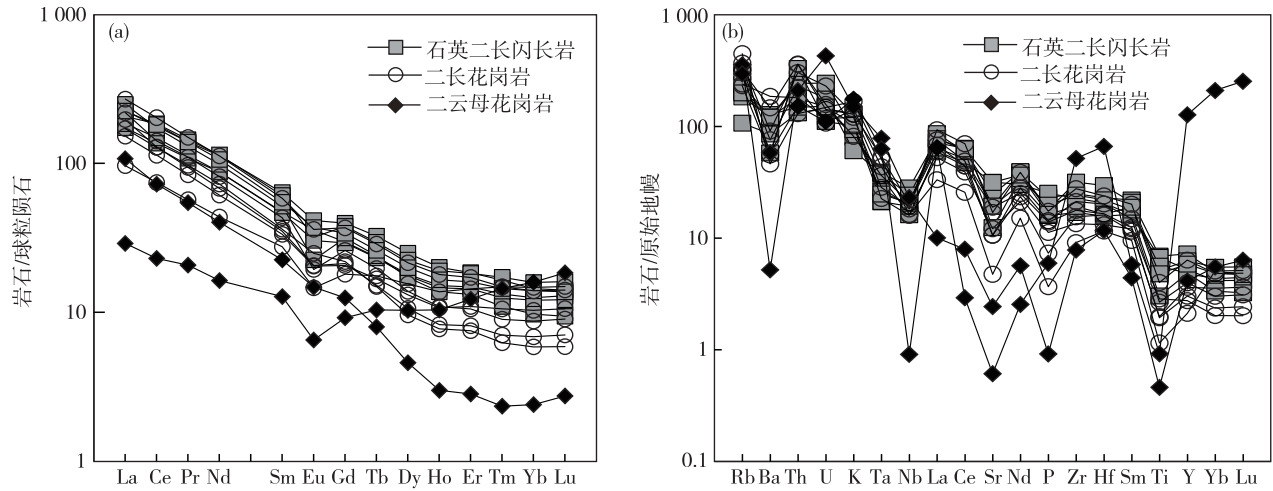 (a)
石英二长闪长岩
二长花岗岩
二云母花岗岩
岩石/球粒陨石
1 000
100
10
1
La Ce Pr Nd Sm Eu Gd Tb Dy Ho Er Tm Yb Lu
(b)
石英二长闪长岩
二长花岗岩
二云母花岗岩
岩石/原始地幔
1 000
100
10
1
0.1
Rb Ba Th U K Ta Nb La Ce Sr Nd P Zr Hf Sm Ti Y Yb Lu